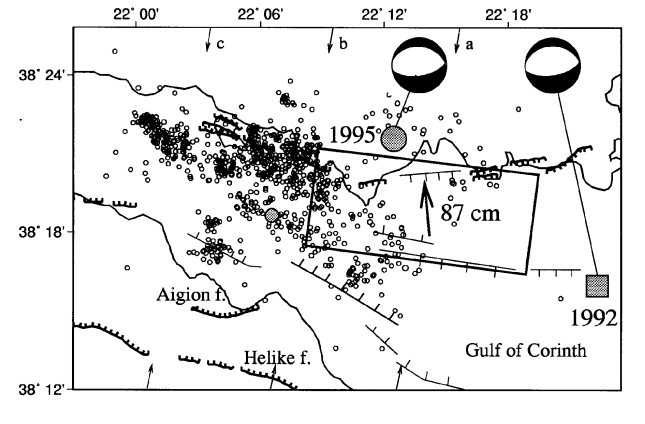 22° 00' 22° 06' 22° 12' 22° 18'
c b a
38° 24'
1995
87 cm
38° 18'
Aigion f.
1992
Gulf of Corinth
Helike f.
38° 12'